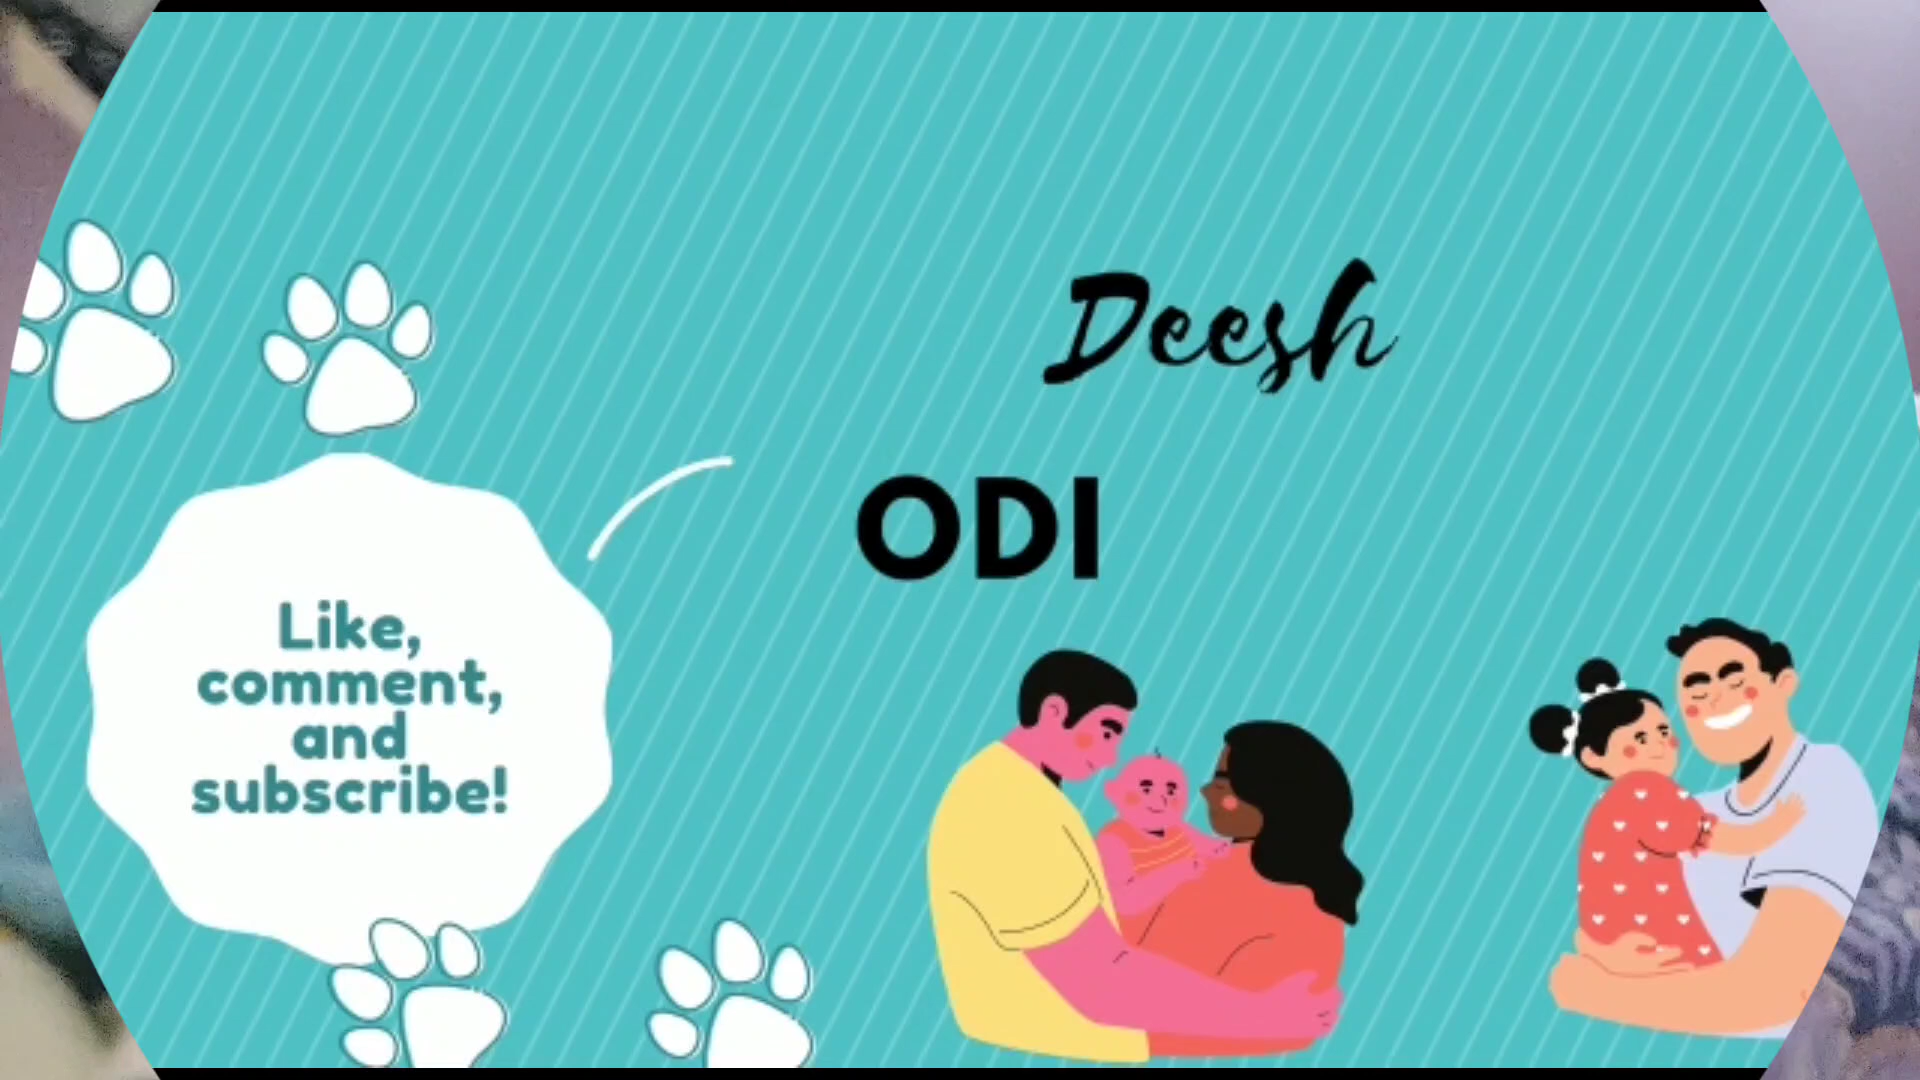 Deesh
ODI
Like,
comment,
and
subscribe!